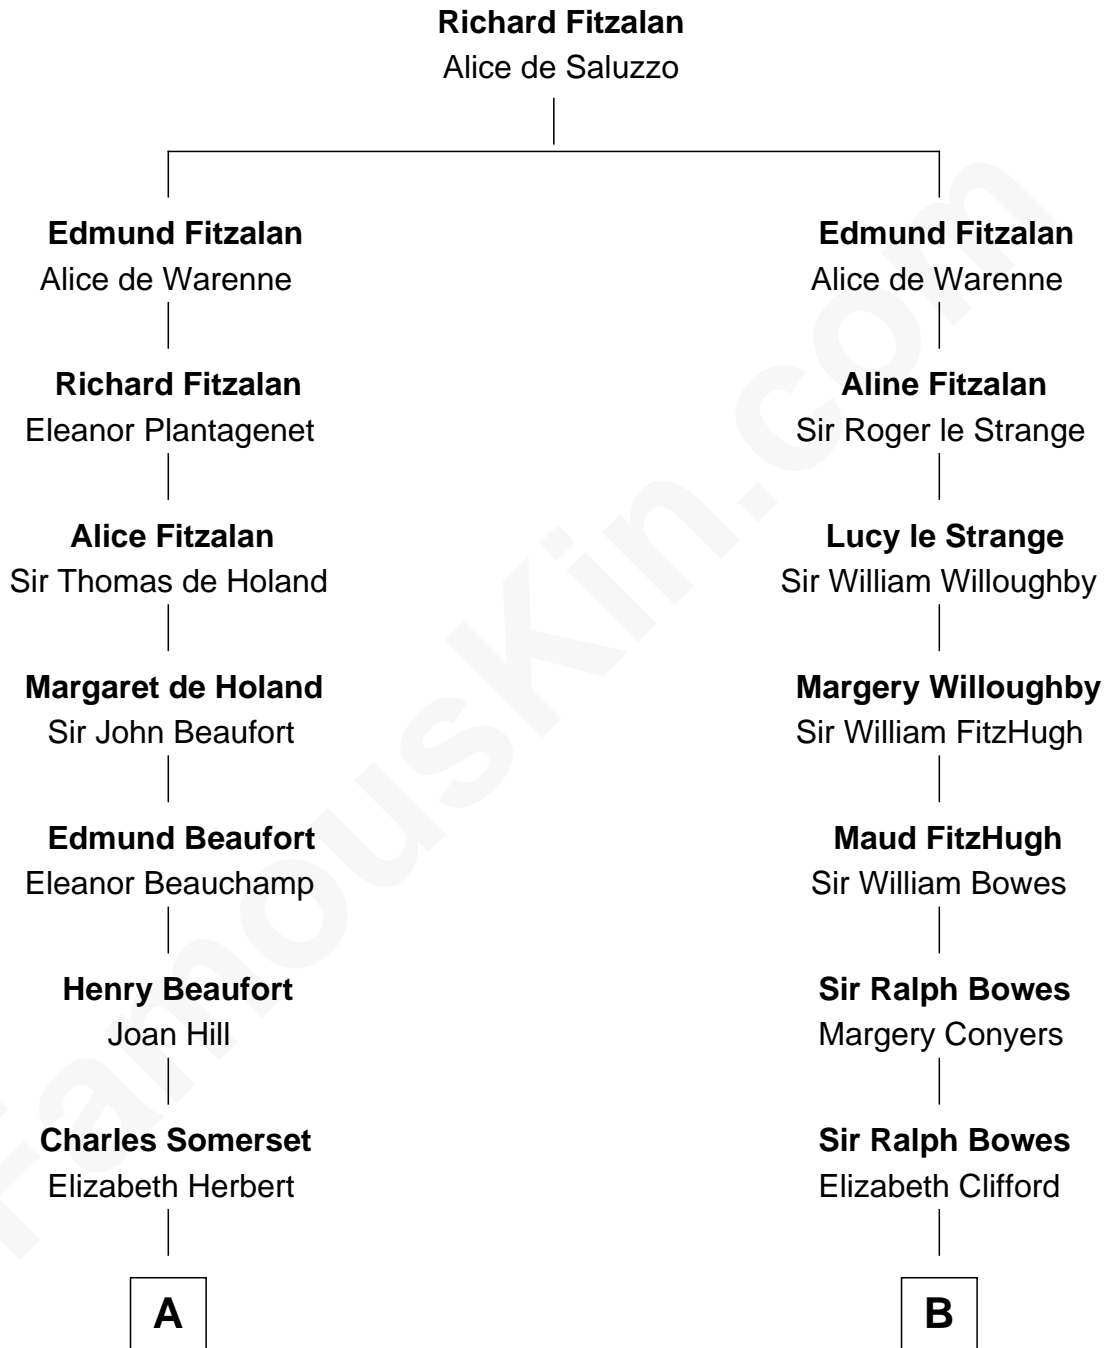 Richard Fitzalan
Alice de Saluzzo
Edmund Fitzalan
Alice de Warenne
Edmund Fitzalan
Alice de Warenne
Richard Fitzalan
Eleanor Plantagenet
Aline Fitzalan
Sir Roger le Strange
Alice Fitzalan
Sir Thomas de Holand
Lucy le Strange
Sir William Willoughby
Margaret de Holand
Sir John Beaufort
Margery Willoughby
Sir William FitzHugh
Edmund Beaufort
Eleanor Beauchamp
Maud FitzHugh
Sir William Bowes
Henry Beaufort
Joan Hill
Sir Ralph Bowes
Margery Conyers
Charles Somerset
Elizabeth Herbert
Sir Ralph Bowes
Elizabeth Clifford
A
B
FamousKin.com